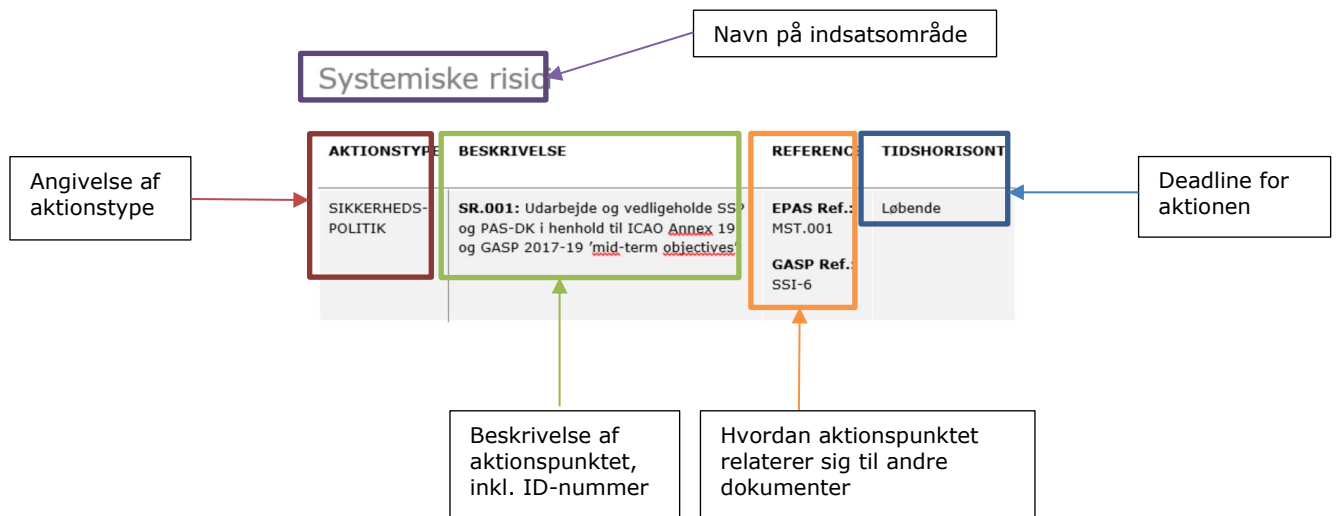 Navn på indsatsområde
Systemiske risici
AKTIONSTYPE BESKRIVELSE REFERENCE TIDSHORISONT
Angivelse af
aktionstype
Deadline for
aktionen
SIKKERHEDS-
POLITIK
SR.001: Udarbejde og vedligeholde SSP
og PAS-DK i henhold til ICAO Annex 19
og GASP 2017-19 'mid-term objectives'
EPAS Ref.:
MST.001
GASP Ref.:
SSI-6
Løbende
Beskrivelse af
aktionspunktet,
inkl. ID-nummer
Hvordan aktionspunktet
relaterer sig til andre
dokumenter